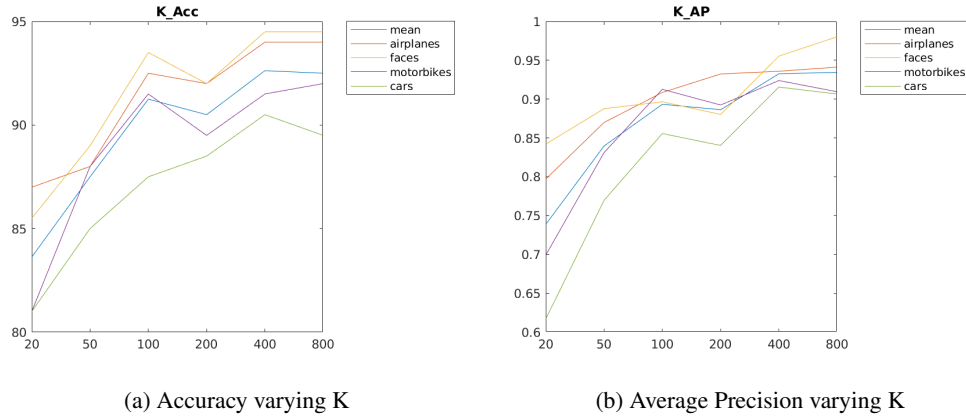 K_Acc
95
90
85
80
20 50 100 200 400 800
mean
airplanes
faces
motorbikes
cars
(a) Accuracy varying K
K_AP
1
0.95
0.9
0.85
0.8
0.75
0.7
0.65
0.6
20 50 100 200 400 800
mean
airplanes
faces
motorbikes
cars
(b) Average Precision varying K